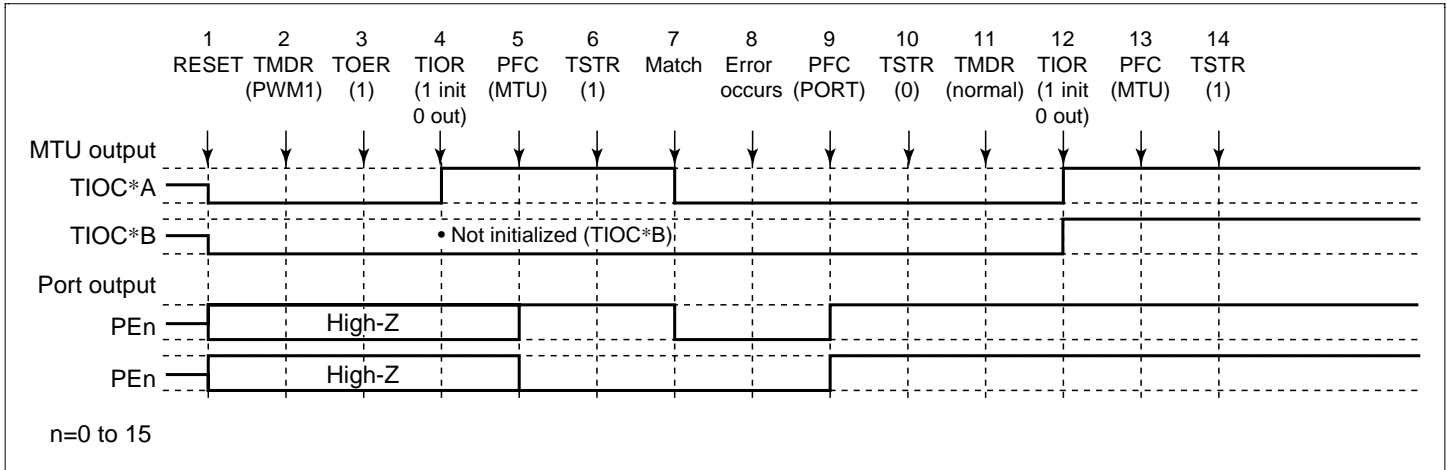 1 2 3 4 5 6 7 8 9 10 11 12 13 14
RESET TMDR TOER TIOR PFC TSTR Match Error PFC TSTR TMDR TIOR PFC TSTR
(PWM1) (1) (1 init (MTU) (1) occurs (PORT) (0) (normal) (1 init (MTU) (1)
0 out) 0 out)
MTU output
TIOC*A
TIOC*B
• Not initialized (TIOC*B)
Port output
PEn
High-Z
PEn
High-Z
n=0 to 15